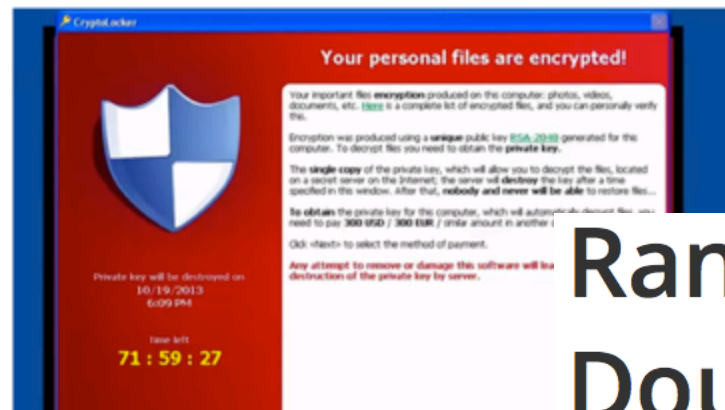 CryptoLocker
Your personal files are encrypted!
Your important files encryption produced on this computer: photos, videos,
documents, etc. Here is a complete list of encrypted files, and you can personally verify
this.
Encryption was produced using a unique public key RSA-2048 generated for this
computer. To decrypt files you need to obtain the private key.
The single copy of the private key, which will allow you to decrypt the files, located
on a secret server on the Internet; the server will destroy the key after a time
specified in this window. After that, nobody and never will be able to restore files...
To obtain the private key for this computer, which will automatically decrypt files, you
need to pay 300 USD / 300 EUR / similar amount in another
Click «Next» to select the method of payment.
Any attempt to remove or damage this software will lea
destruction of the private key by server.
Private key will be destroyed on
10/19/2013
6:09 PM
Time left
71 : 59 : 27
Ran
Dou